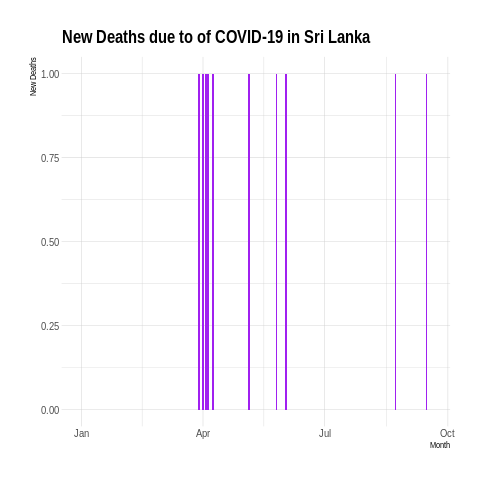 New Deaths due to of COVID-19 in Sri Lanka
New Deaths
1.00
0.75
0.50
0.25
0.00
Jan Apr Jul Oct
Month